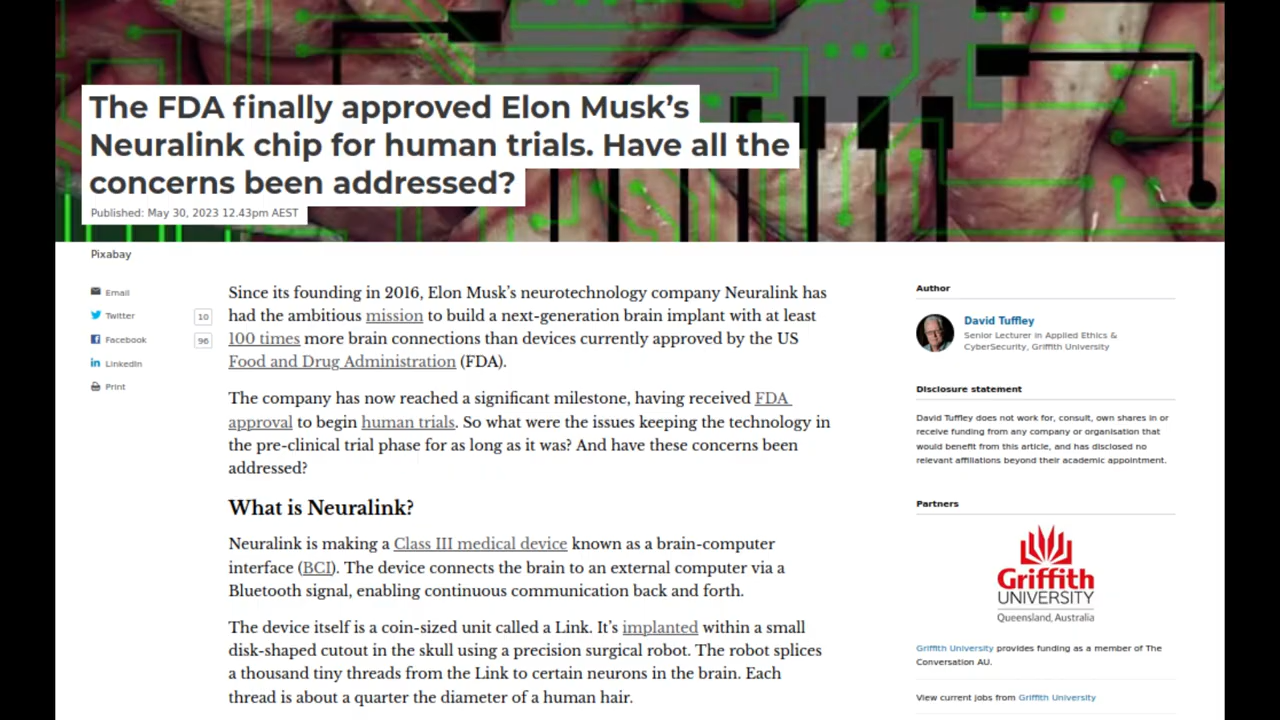 The FDA finally approved Elon Musk’s
Neuralink chip for human trials. Have all the
concerns been addressed?
Published: May 30, 2023 12.43pm AEST
Pixabay
Email
Twitter
10
Facebook
96
LinkedIn
Print
Since its founding in 2016, Elon Musk’s neurotechnology company Neuralink has
had the ambitious mission to build a next-generation brain implant with at least
100 times more brain connections than devices currently approved by the US
Food and Drug Administration (FDA).
The company has now reached a significant milestone, having received FDA
approval to begin human trials. So what were the issues keeping the technology in
the pre-clinical trial phase for as long as it was? And have these concerns been
addressed?
What is Neuralink?
Neuralink is making a Class III medical device known as a brain-computer
interface (BCI). The device connects the brain to an external computer via a
Bluetooth signal, enabling continuous communication back and forth.
The device itself is a coin-sized unit called a Link. It’s implanted within a small
disk-shaped cutout in the skull using a precision surgical robot. The robot splices
a thousand tiny threads from the Link to certain neurons in the brain. Each
thread is about a quarter the diameter of a human hair.
Author
David Tuffley
Senior Lecturer in Applied Ethics &
CyberSecurity, Griffith University
Disclosure statement
David Tuffley does not work for, consult, own shares in or
receive funding from any company or organisation that
would benefit from this article, and has disclosed no
relevant affiliations beyond their academic appointment.
Partners
Griffith
UNIVERSITY
Queensland, Australia
Griffith University provides funding as a member of The
Conversation AU.
View current jobs from Griffith University